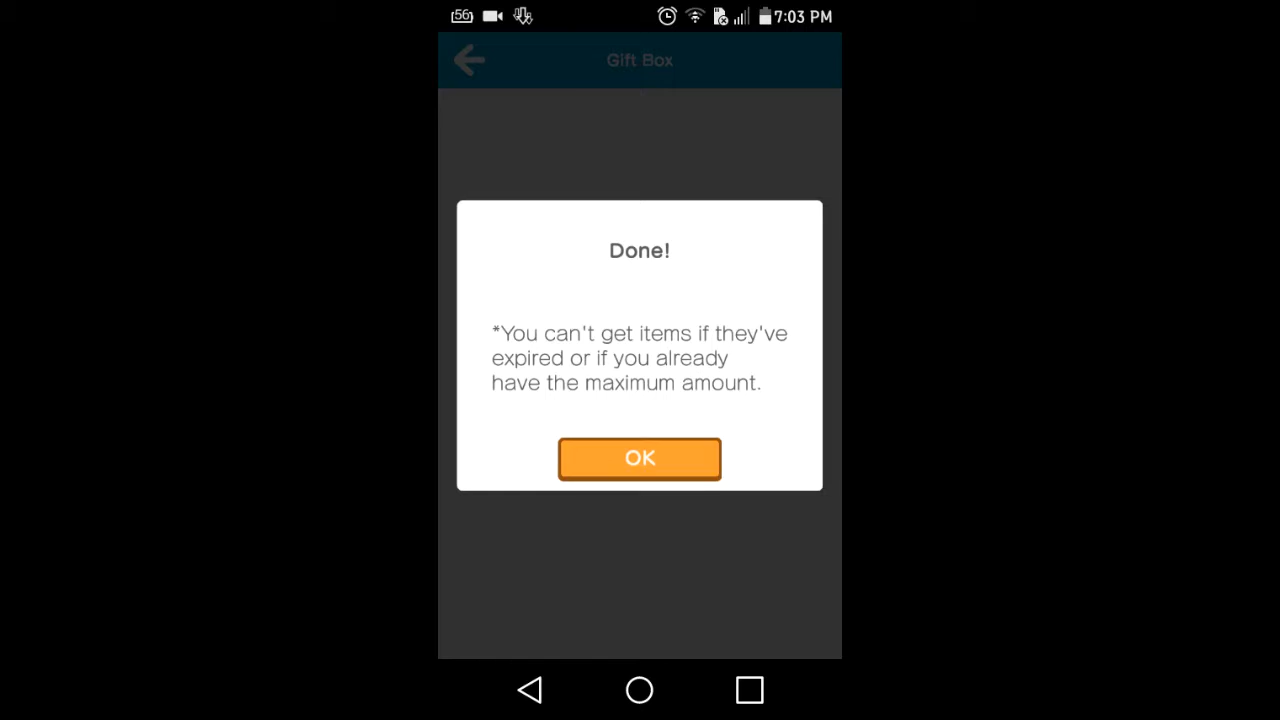 56 7:03 PM
Gift Box
Done!
*You can't get items if they've
expired or if you already
have the maximum amount.
OK